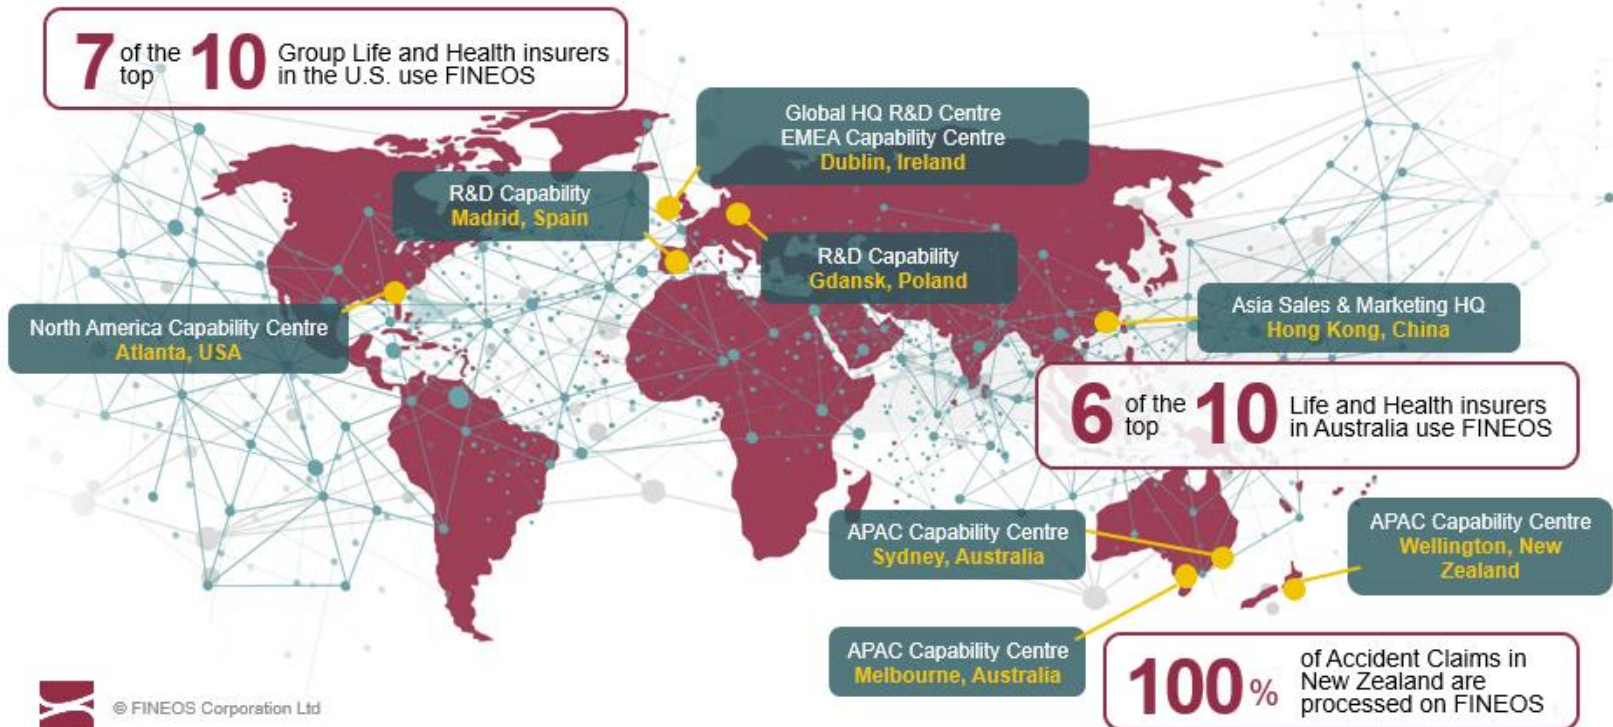 7 of the top 10 Group Life and Health insurers
in the U.S. use FINEOS
Global HQ R&D Centre
EMEA Capability Centre
Dublin, Ireland
R&D Capability
Madrid, Spain
R&D Capability
Gdansk, Poland
North America Capability Centre
Atlanta, USA
Asia Sales & Marketing HQ
Hong Kong, China
6 of the top 10 Life and Health insurers
in Australia use FINEOS
APAC Capability Centre
Sydney, Australia
APAC Capability Centre
Wellington, New
Zealand
APAC Capability Centre
Melbourne, Australia
100% of Accident Claims in
New Zealand are
processed on FINEOS
© FINEOS Corporation Ltd